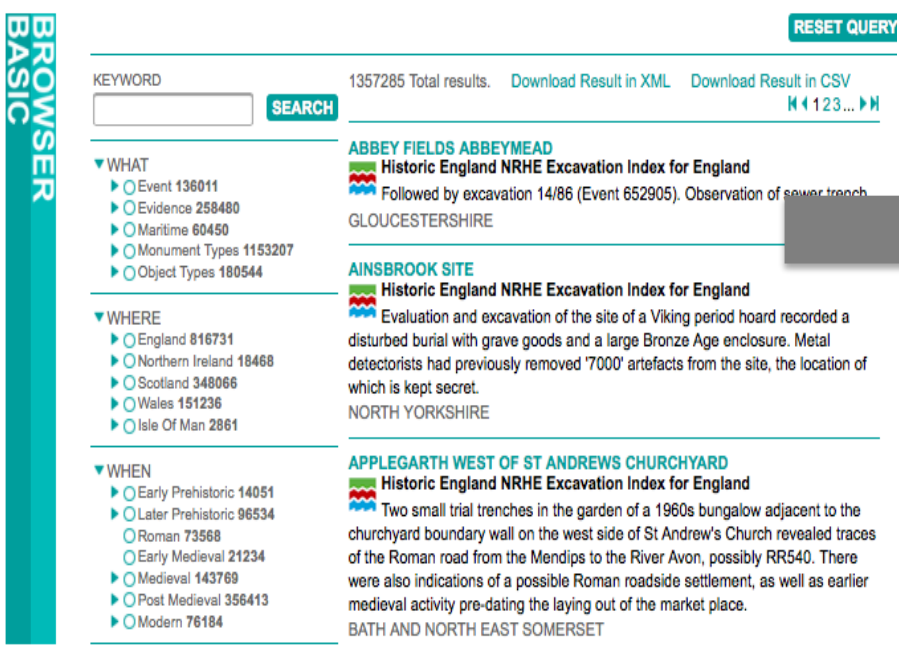 BROWSER
BASIC
RESET QUERY
KEYWORD
SEARCH
▼WHAT
Event 136011
Evidence 258480
Maritime 60450
Monument Types 1153207
Object Types 180544
▼WHERE
England 816731
Northern Ireland 18468
Scotland 348066
Wales 151236
Isle Of Man 2861
▼WHEN
Early Prehistoric 14051
Later Prehistoric 96534
Roman 73568
Early Medieval 21234
Medieval 143769
Post Medieval 356413
Modern 76184
1357285 Total results. Download Result in XML Download Result in CSV
1 2 3 ...
ABBEY FIELDS ABBEYMEAD
Historic England NRHE Excavation Index for England
Followed by excavation 14/86 (Event 652905). Observation of sewer trench
GLOUCESTERSHIRE
AINSBROOK SITE
Historic England NRHE Excavation Index for England
Evaluation and excavation of the site of a Viking period hoard recorded a
disturbed burial with grave goods and a large Bronze Age enclosure. Metal
detectorists had previously removed '7000' artefacts from the site, the location of
which is kept secret.
NORTH YORKSHIRE
APPLEGARTH WEST OF ST ANDREWS CHURCHYARD
Historic England NRHE Excavation Index for England
Two small trial trenches in the garden of a 1960s bungalow adjacent to the
churchyard boundary wall on the west side of St Andrew's Church revealed traces
of the Roman road from the Mendips to the River Avon, possibly RR540. There
were also indications of a possible Roman roadside settlement, as well as earlier
medieval activity pre-dating the laying out of the market place.
BATH AND NORTH EAST SOMERSET